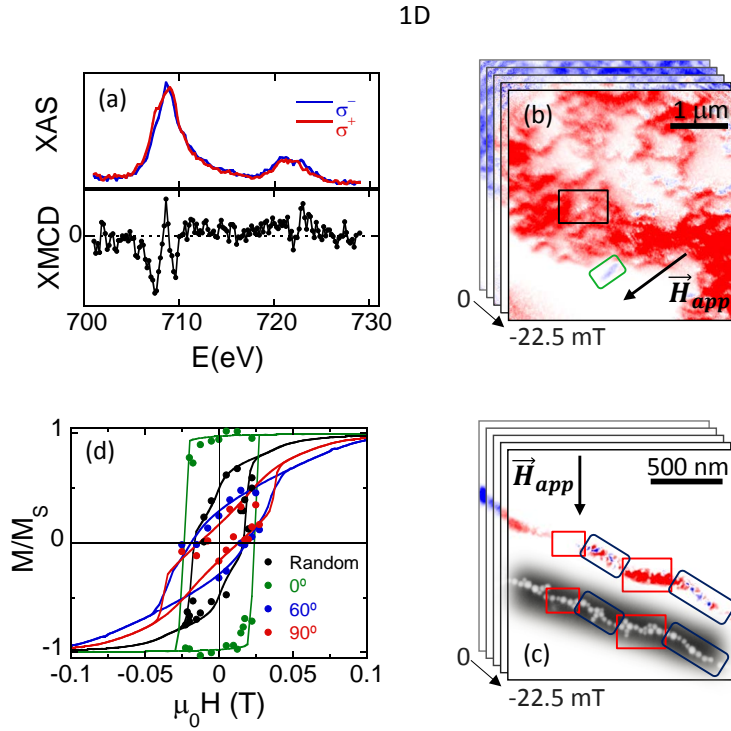 1D
(a)
σ⁻
σ⁺
XAS
XMCD
0
700 710 720 730
E(eV)
(b)
1 μm
H⃗app
0
-22.5 mT
(d)
1
0
-1
M/MS
Random
0º
60º
90º
-0.1 -0.05 0 0.05 0.1
μ₀H (T)
H⃗app
500 nm
(c)
0
-22.5 mT